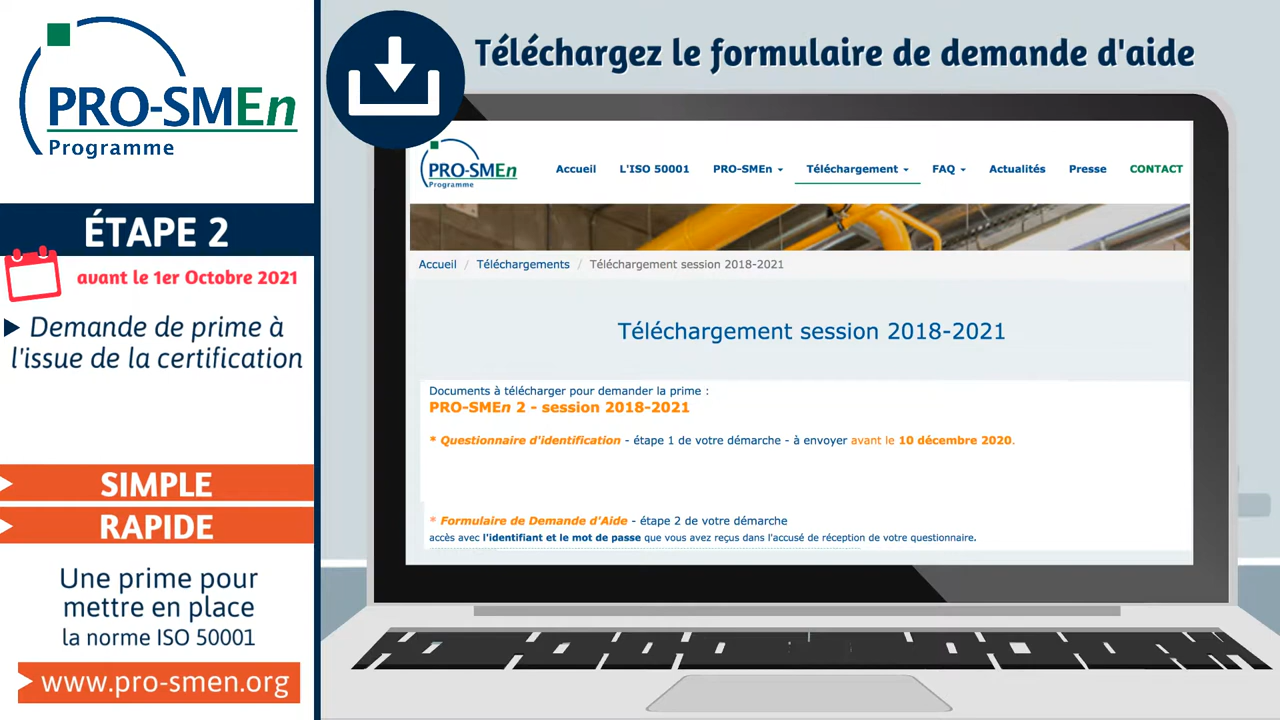 PRO-SMEn
Programme
ÉTAPE 2
avant le 1er Octobre 2021
Demande de prime à
l'issue de la certification
SIMPLE
RAPIDE
Une prime pour
mettre en place
la norme ISO 50001
www.pro-smen.org
Téléchargez le formulaire de demande d'aide
PRO-SMEn
Programme
Accueil L'ISO 50001 PRO-SMEn Téléchargement FAQ Actualités Presse CONTACT
Accueil / Téléchargements / Téléchargement session 2018-2021
Téléchargement session 2018-2021
Documents à télécharger pour demander la prime :
PRO-SMEn 2 - session 2018-2021
* Questionnaire d'identification - étape 1 de votre démarche - à envoyer avant le 10 décembre 2020.
* Formulaire de Demande d'Aide - étape 2 de votre démarche
accès avec l'identifiant et le mot de passe que vous avez reçus dans l'accusé de réception de votre questionnaire.